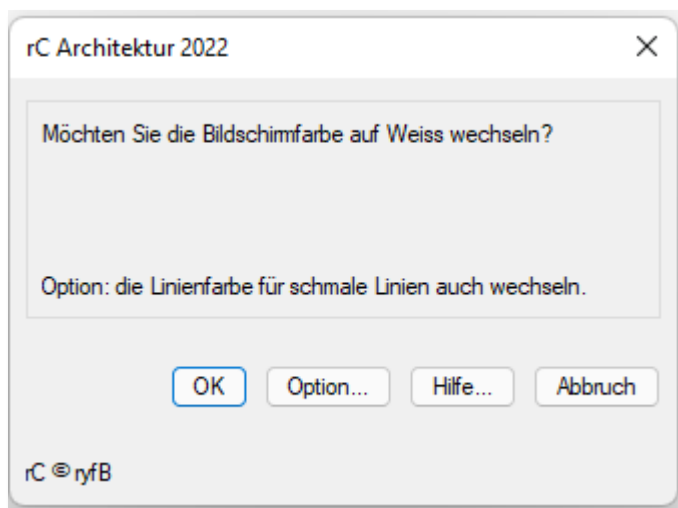 rC Architektur 2022
Möchten Sie die Bildschirmfarbe auf Weiss wechseln?
Option: die Linienfarbe für schmale Linien auch wechseln.
OK Option... Hilfe... Abbruch
rC © ryfB